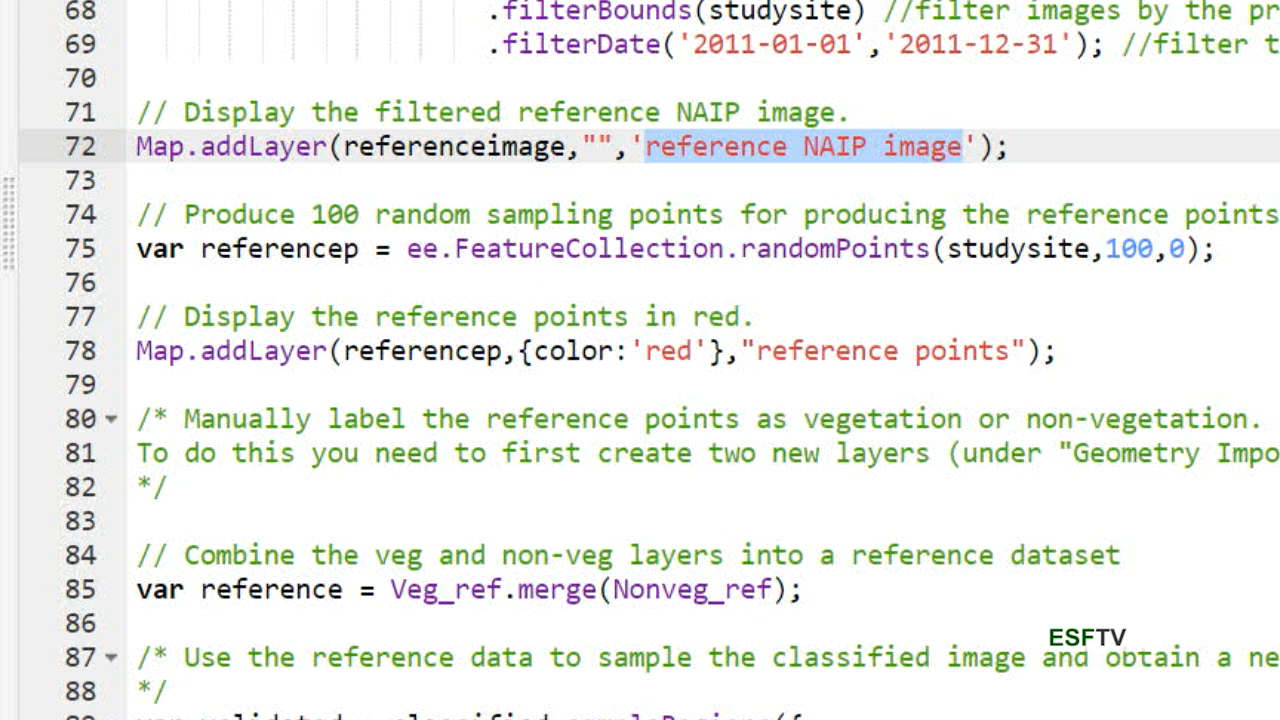 68 .filterBounds(studysite) //filter images by the pr
69 .filterDate('2011-01-01','2011-12-31'); //filter t
70
71 // Display the filtered reference NAIP image.
72 Map.addLayer(referenceimage,"",'reference NAIP image');
73
74 // Produce 100 random sampling points for producing the reference points
75 var referencep = ee.FeatureCollection.randomPoints(studysite,100,0);
76
77 // Display the reference points in red.
78 Map.addLayer(referencep,{color:'red'},"reference points");
79
80 /* Manually label the reference points as vegetation or non-vegetation.
81 To do this you need to first create two new layers (under "Geometry Impo
82 */
83
84 // Combine the veg and non-veg layers into a reference dataset
85 var reference = Veg_ref.merge(Nonveg_ref);
86
ESFTV
87 /* Use the reference data to sample the classified image and obtain a ne
88 */
var validated = classified.sampleRegions({